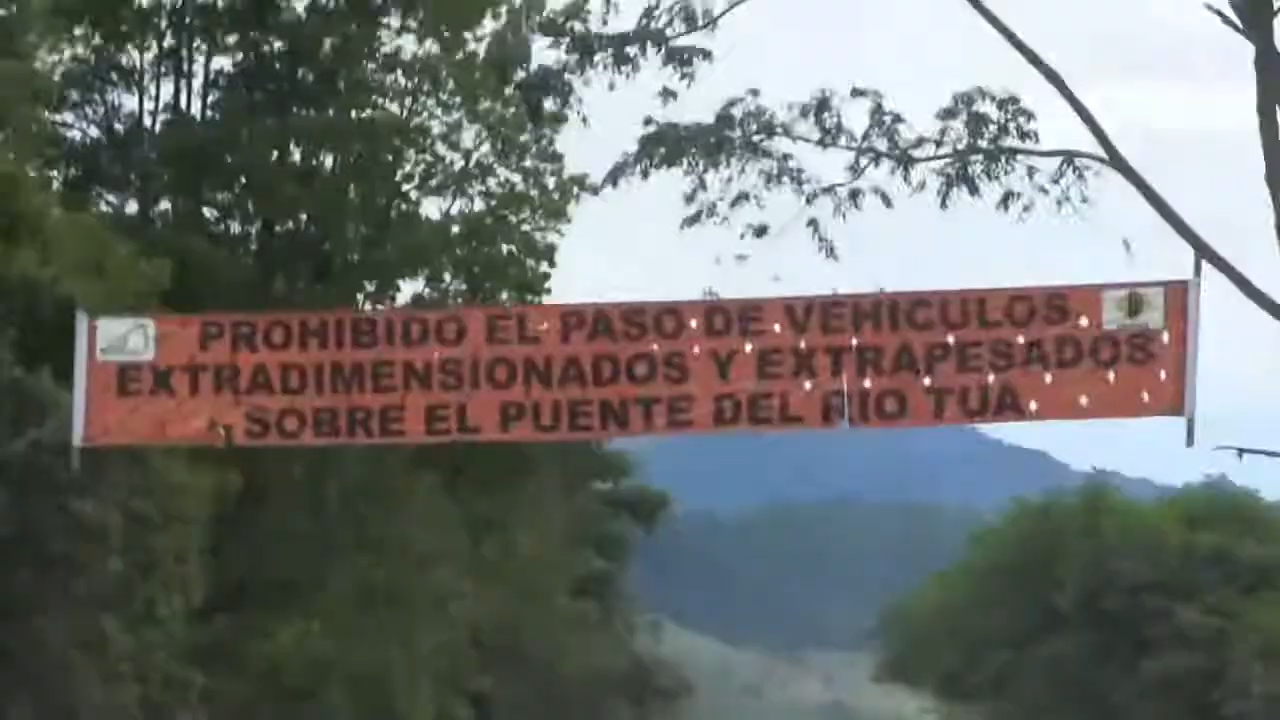 PROHIBIDO EL PASO DE VEHICULOS
EXTRADIMENSIONADOS Y EXTRAPESADOS
SOBRE EL PUENTE DEL RIO TUA